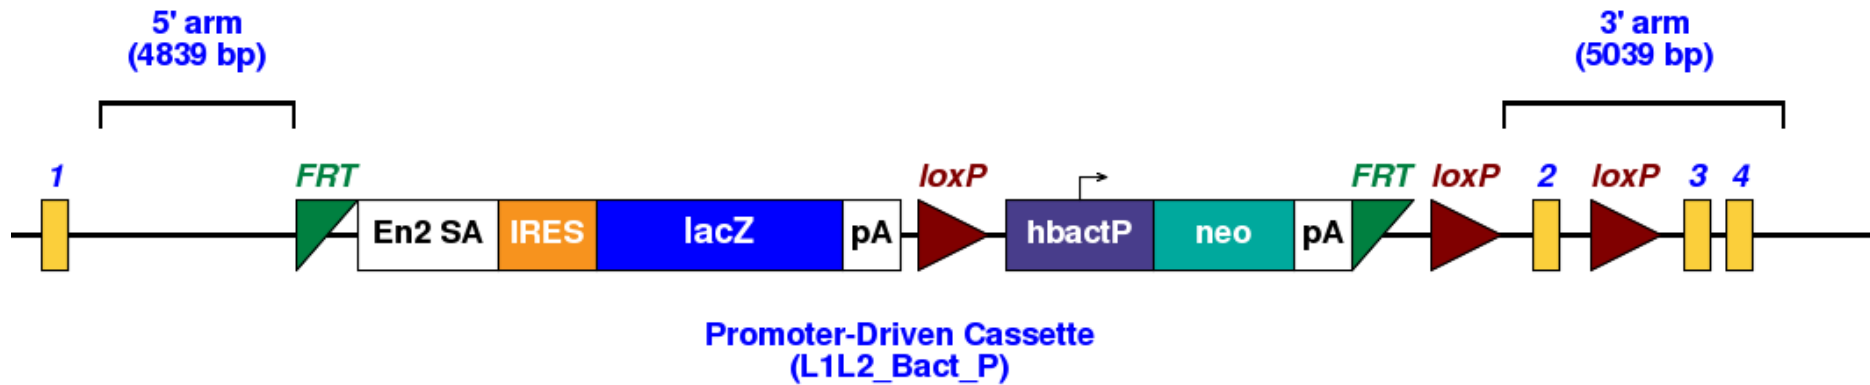 5' arm
(4839 bp)
3' arm
(5039 bp)
1
FRT
loxP
FRT
loxP
2
loxP
3
4
En2 SA
IRES
lacZ
pA
hbactP
neo
pA
Promoter-Driven Cassette
(L1L2_Bact_P)